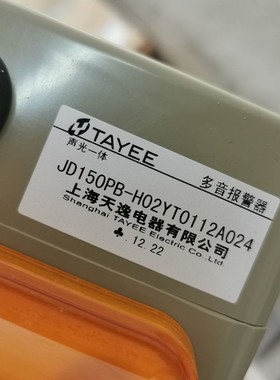 TAYEE
声光一体 多音报警器
JD150PB-H02YT0112A024
上海天逸电器有限公司
Shanghai TAYEE Electric Co.,Ltd.
.12.22